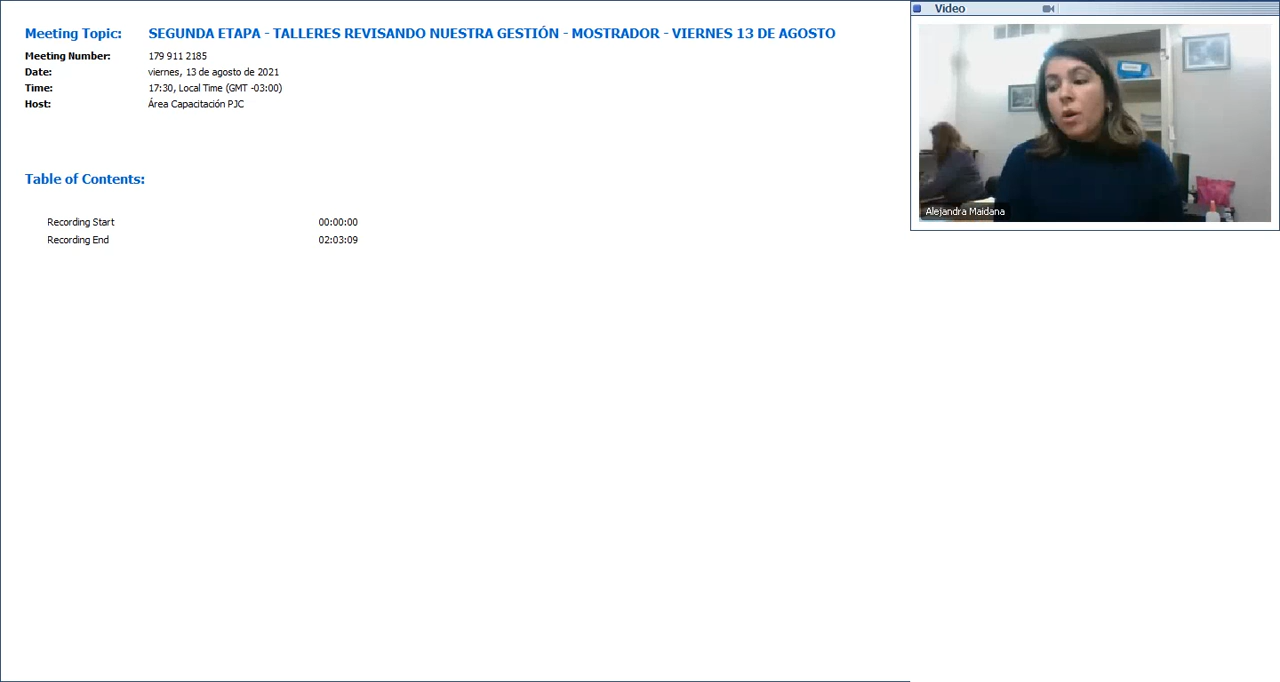 Meeting Topic: SEGUNDA ETAPA - TALLERES REVISANDO NUESTRA GESTIÓN - MOSTRADOR - VIERNES 13 DE AGOSTO
Meeting Number: 179 911 2185
Date: viernes, 13 de agosto de 2021
Time: 17:30, Local Time (GMT -03:00)
Host: Área Capacitación PJC
Table of Contents:
Recording Start 00:00:00
Recording End 02:03:09
Video
Alejandra Maidana